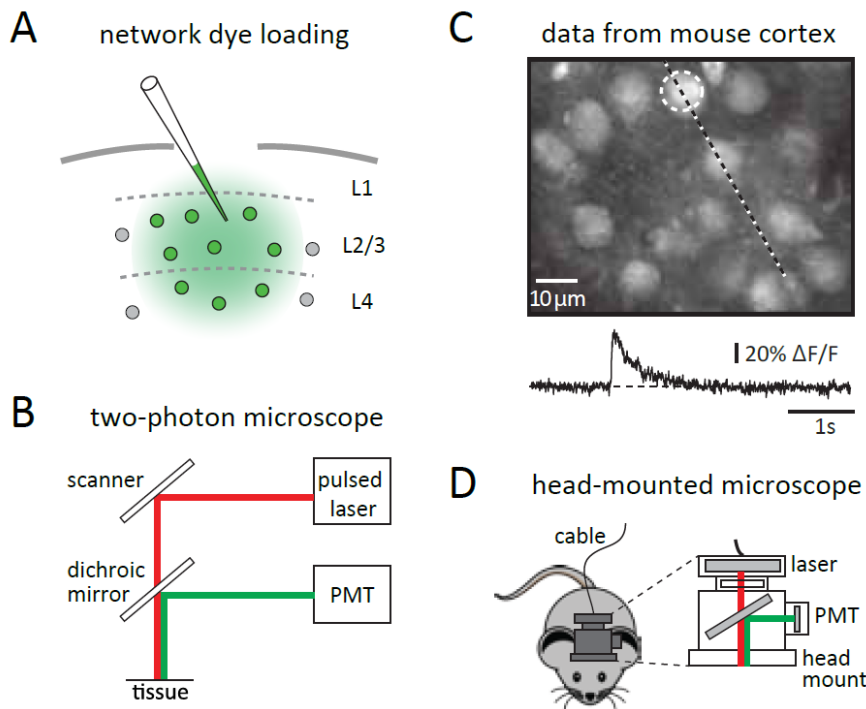 A
network dye loading
L1
L2/3
L4
B
two-photon microscope
scanner
pulsed
laser
dichroic
mirror
PMT
tissue
C
data from mouse cortex
10 µm
20% ΔF/F
1s
D
head-mounted microscope
cable
laser
PMT
head
mount